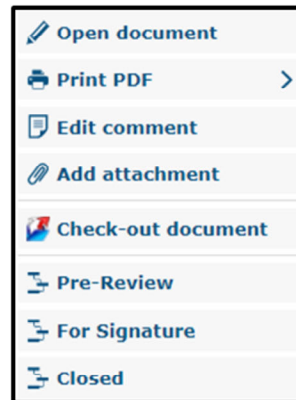 Open document
Print PDF
Edit comment
Add attachment
Check-out document
Pre-Review
For Signature
Closed